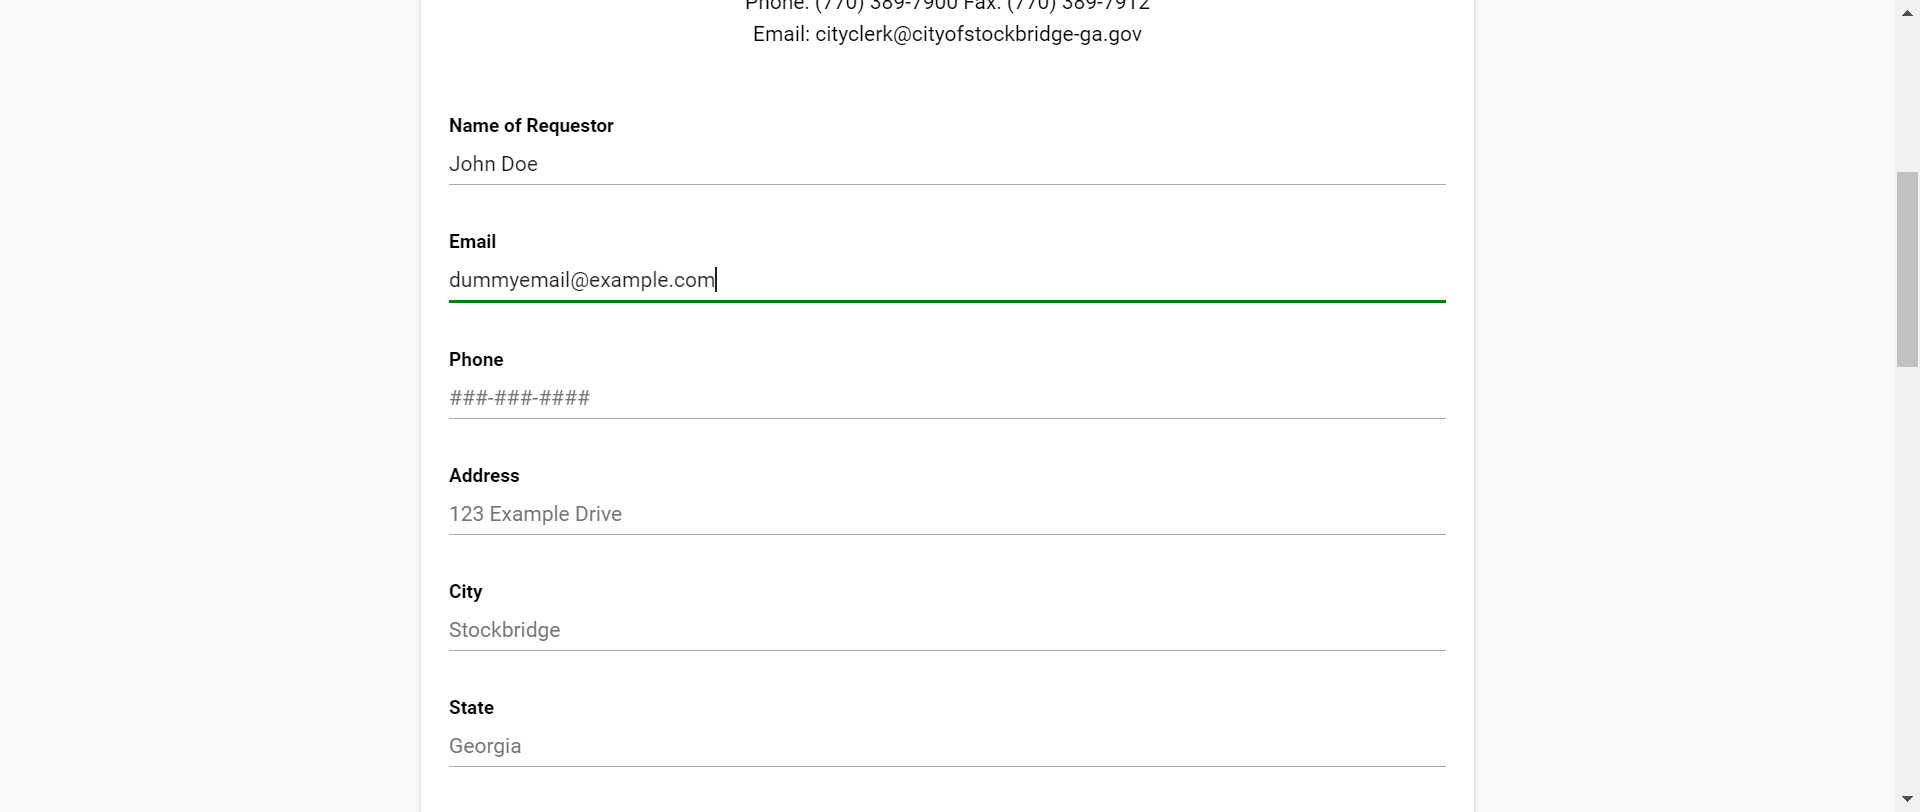 Phone: (770) 389-7900 Fax: (770) 389-7912
Email: cityclerk@cityofstockbridge-ga.gov
Name of Requestor
John Doe
Email
dummyemail@example.com
Phone
###-###-####
Address
123 Example Drive
City
Stockbridge
State
Georgia